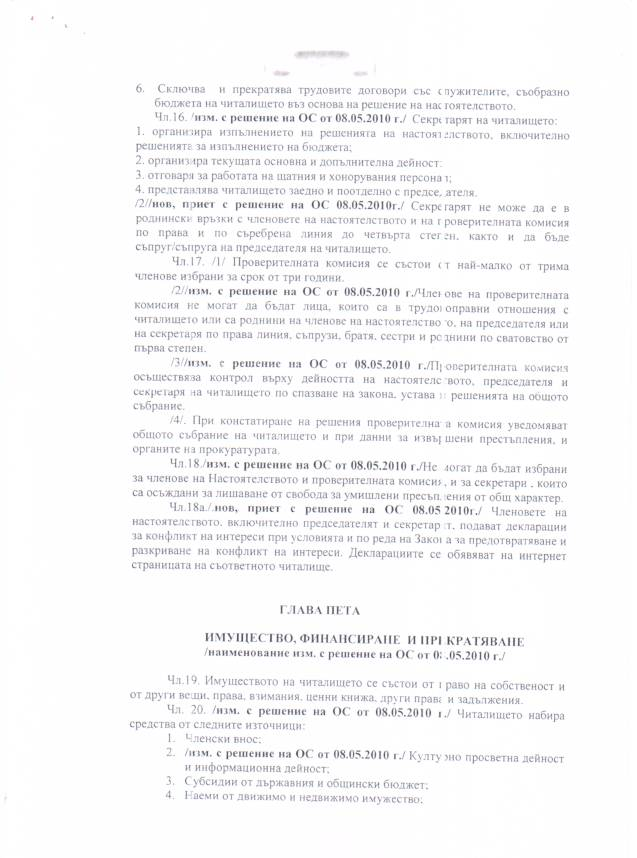 6. Сключва и прекратява трудовите договори със служителите, съобразно
бюджета на читалището въз основа на решение на настоятелството.
Чл.16. /изм. с решение на ОС от 08.05.2010 г./ Секретарят на читалището:
1. организира изпълнението на решенията на настоятелството, включително
решенията за изпълнението на бюджета;
2. организира текущата основна и допълнителна дейност:
3. отговаря за работата на щатния и хонорувания персонал;
4. представлява читалището заедно и поотделно с председателя.
/2//нов, приет с решение на ОС 08.05.2010г./ Секретарят не може да е в
роднински връзки с членовете на настоятелството и на проверителната комисия
по права и по съребрена линия до четвърта степен, както и да бъде
съпруг/съпруга на председателя на читалището.
Чл.17. /1/ Проверителната комисия се състои от най-малко от трима
членове избрани за срок от три години.
/2//изм. с решение на ОС от 08.05.2010 г./Членове на проверителната
комисия не могат да бъдат лица, които са в трудовоправни отношения с
читалището или са роднини на членове на настоятелството, на председателя или
на секретаря по права линия, съпрузи, братя, сестри и роднини по сватовство от
първа степен.
/3//изм. с решение на ОС от 08.05.2010 г./Проверителната комисия
осъществява контрол върху дейността на настоятелството, председателя и
секретаря на читалището по спазване на закона, устава и решенията на общото
събрание.
/4/. При констатиране на решения проверителната комисия уведомяват
общото събрание на читалището и при данни за извършени престъпления, и
органите на прокуратурата.
Чл.18./изм. с решение на ОС от 08.05.2010 г./Не могат да бъдат избрани
за членове на Настоятелството и проверителната комисия, и за секретари , които
са осъждани за лишаване от свобода за умишлени пресъпления от общ характер.
Чл.18а./нов, приет с решение на ОС 08.05.2010г./ Членовете на
настоятелството, включително председателят и секретарят, подават декларации
за конфликт на интереси при условията и по реда на Закона за предотвратяване и
разкриване на конфликт на интереси. Декларациите се обявяват на интернет
страницата на съответното читалище.
ГЛАВА ПЕТА
ИМУЩЕСТВО, ФИНАНСИРАНЕ И ПРЕКРАТЯВАНЕ
/наименование изм. с решение на ОС от 08.05.2010 г./
Чл.19. Имуществото на читалището се състои от право на собственост и
от други вещи, права, взимания, ценни книжа, други права и задължения.
Чл. 20. /изм. с решение на ОС от 08.05.2010 г./ Читалището набира
средства от следните източници:
1. Членски внос;
2. /изм. с решение на ОС от 08.05.2010 г./ Културно просветна дейност
и информационна дейност;
3. Субсидии от държавния и общински бюджет;
4. Наеми от движимо и недвижимо имущество;